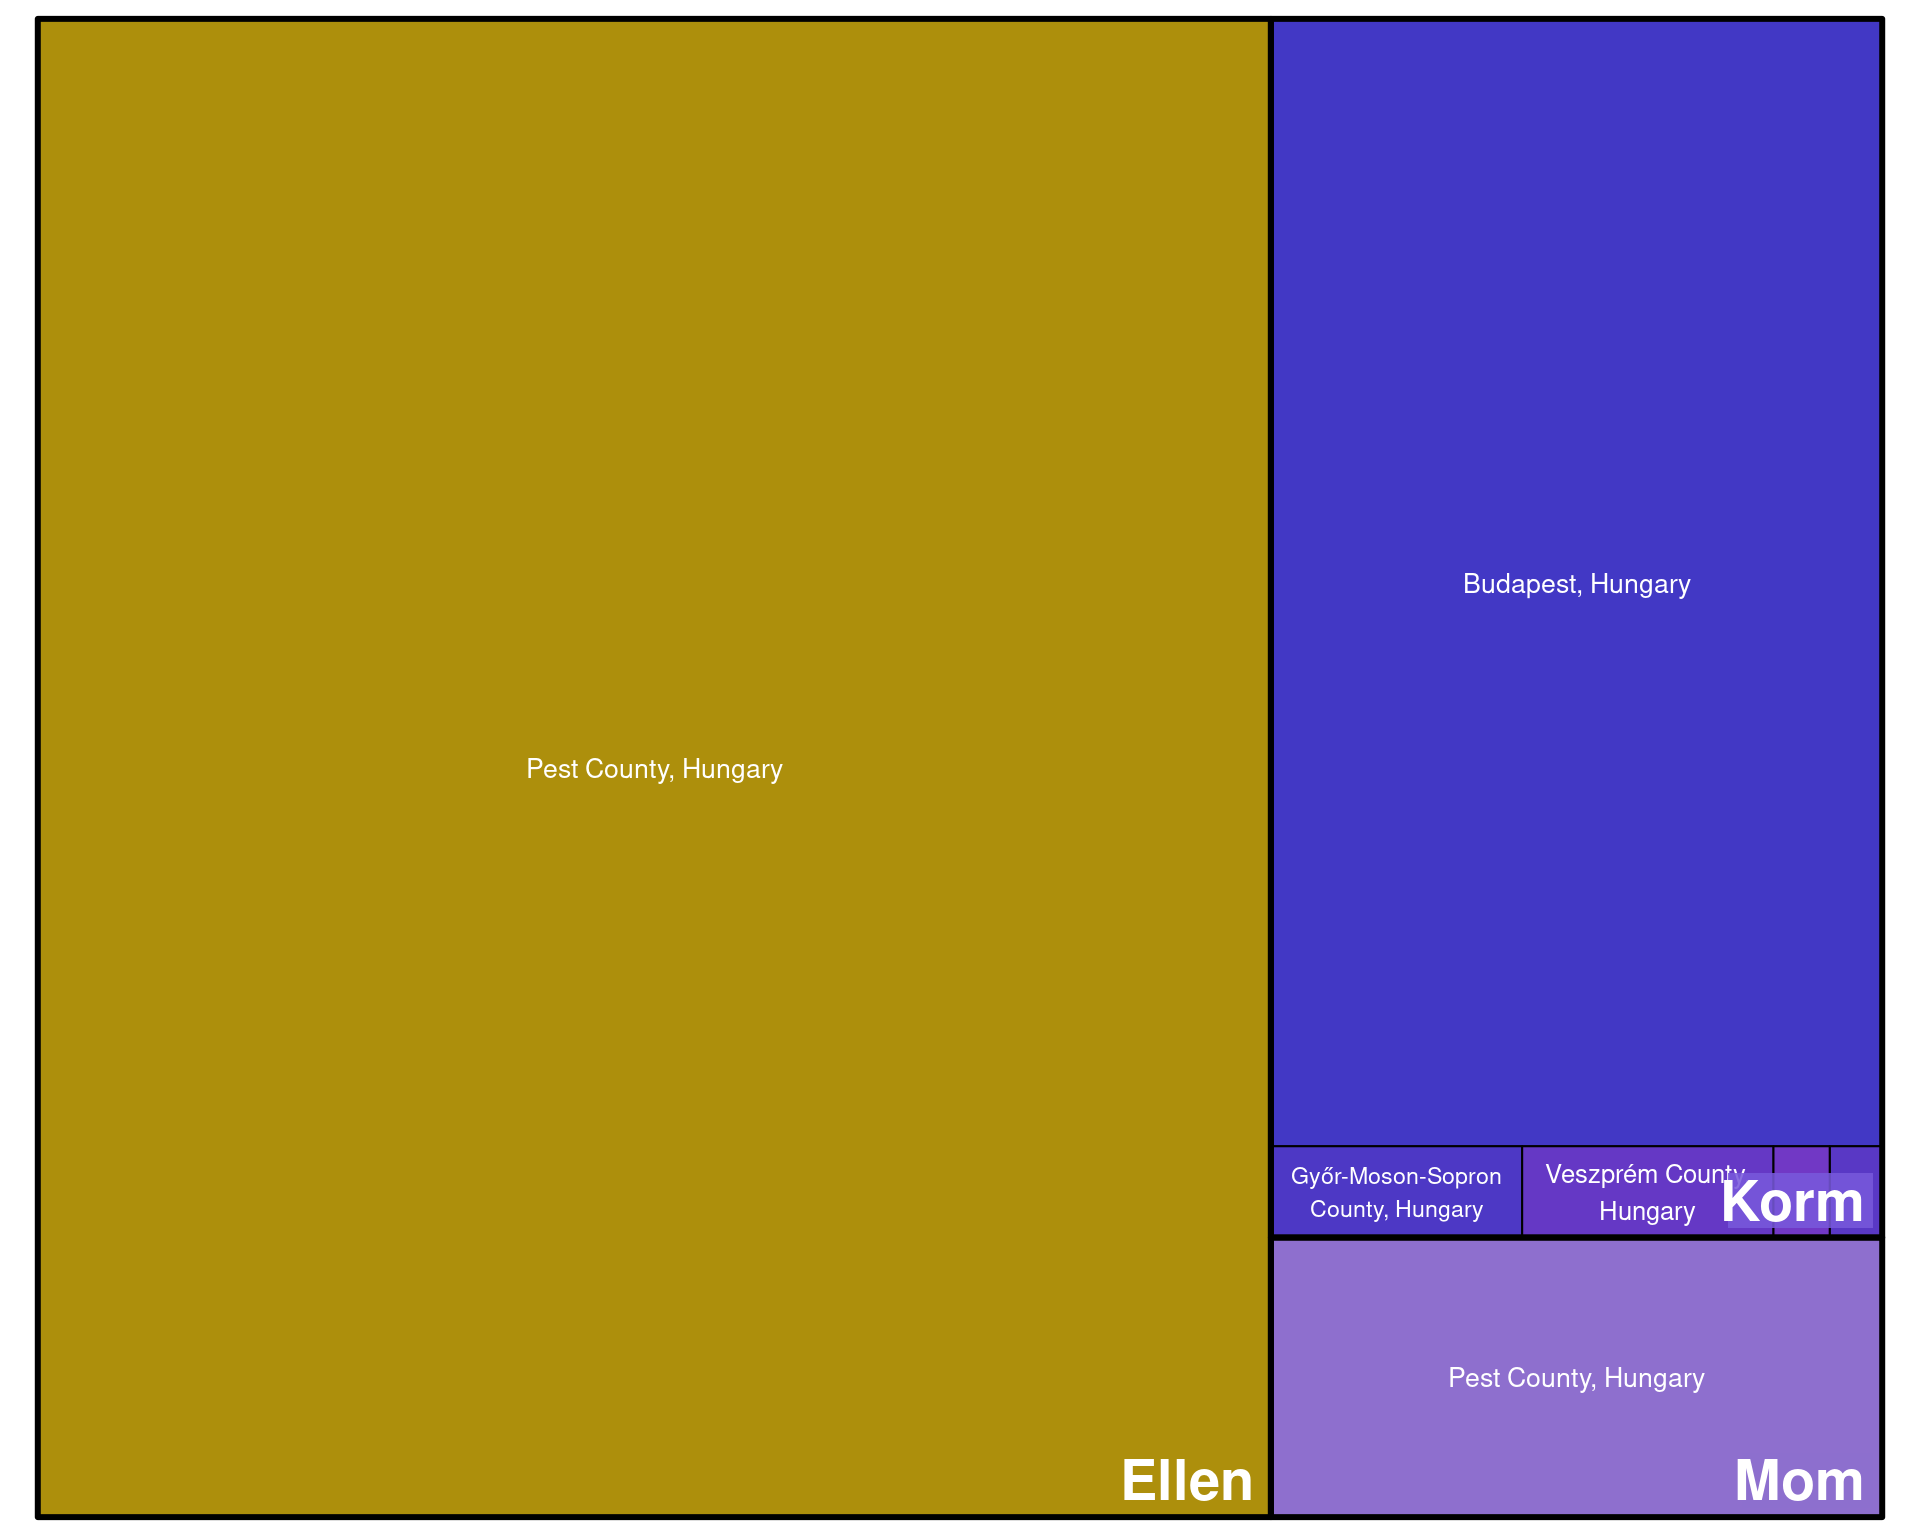 Pest County, Hungary
Ellen
Budapest, Hungary
Győr-Moson-Sopron
County, Hungary
Veszprém County,
Hungary
Korm
Pest County, Hungary
Mom